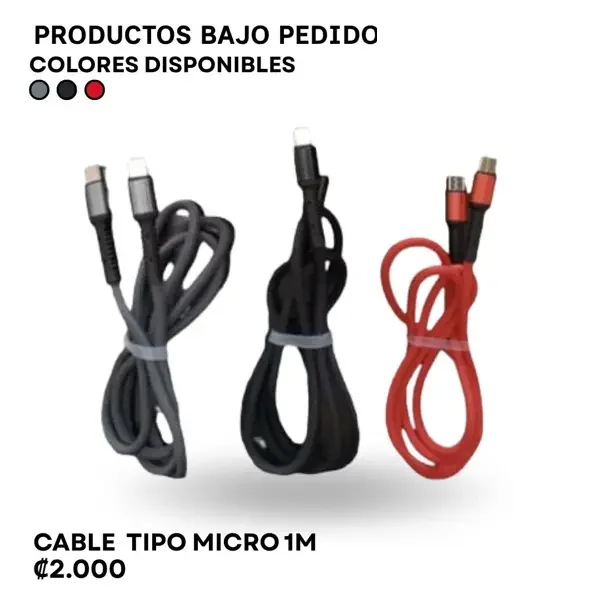 PRODUCTOS BAJO PEDIDO
COLORES DISPONIBLES
CABLE TIPO MICRO 1M
₡2.000